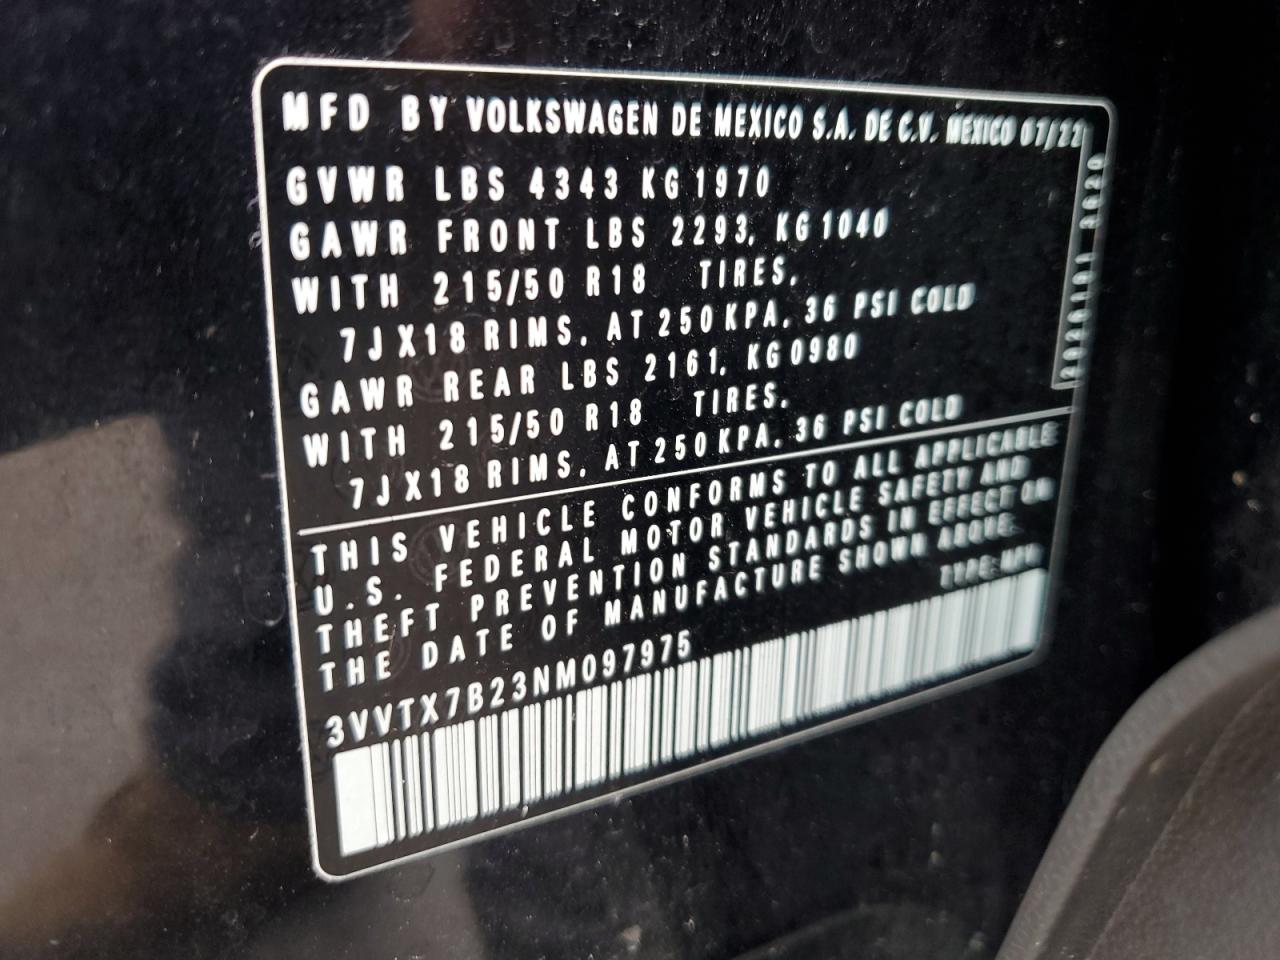 MFD BY VOLKSWAGEN DE MEXICO S.A. DE C.V. MEXICO 07/22
GVWR LBS 4343 KG 1970
GAWR FRONT LBS 2293, KG 1040
WITH 215/50 R18 TIRES,
7J X18 RIMS, AT 250 KPA, 36 PSI COLD
GAWR REAR LBS 2161, KG 0980
WITH 215/50 R18 TIRES,
7J X18 RIMS, AT 250 KPA, 36 PSI COLD
THIS VEHICLE CONFORMS TO ALL APPLICABLE
U.S. FEDERAL MOTOR VEHICLE SAFETY AND
THEFT PREVENTION STANDARDS IN EFFECT ON
THE DATE OF MANUFACTURE SHOWN ABOVE.
TYPE: MPV
3VVTX7B23NM097975